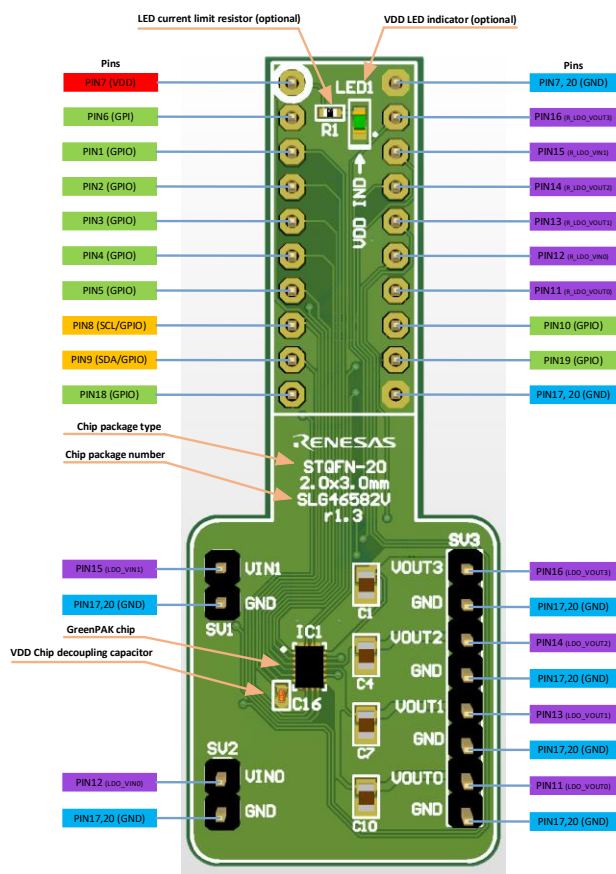 LED current limit resistor (optional)
VDD LED indicator (optional)
Pins
Pins
PIN7 (VDD)
PIN7, 20 (GND)
PIN6 (GPI)
PIN16 (R_LDO_VOUT3)
PIN1 (GPIO)
PIN15 (R_LDO_VIN1)
PIN2 (GPIO)
PIN14 (R_LDO_VOUT2)
PIN3 (GPIO)
PIN13 (R_LDO_VOUT1)
PIN4 (GPIO)
PIN12 (R_LDO_VIN0)
PIN5 (GPIO)
PIN11 (R_LDO_VOUT0)
PIN8 (SCL/GPIO)
PIN10 (GPIO)
PIN9 (SDA/GPIO)
PIN19 (GPIO)
PIN18 (GPIO)
PIN17, 20 (GND)
LED1
R1
DNI VDD
Chip package type
Chip package number
RENESAS
STQFN-20
2.0x3.0mm
SLG46582V
r1.3
SV3
PIN15 (LDO_VIN1)
VIN1
VOUT3
PIN16 (LDO_VOUT3)
PIN17,20 (GND)
GND
GND
PIN17,20 (GND)
SV1
C1
GreenPAK chip
IC1
VOUT2
PIN14 (LDO_VOUT2)
VDD Chip decoupling capacitor
GND
PIN17,20 (GND)
C4
C16
VOUT1
PIN13 (LDO_VOUT1)
SV2
C7
GND
PIN17,20 (GND)
PIN12 (LDO_VIN0)
VIN0
VOUT0
PIN11 (LDO_VOUT0)
PIN17,20 (GND)
GND
GND
PIN17,20 (GND)
C10